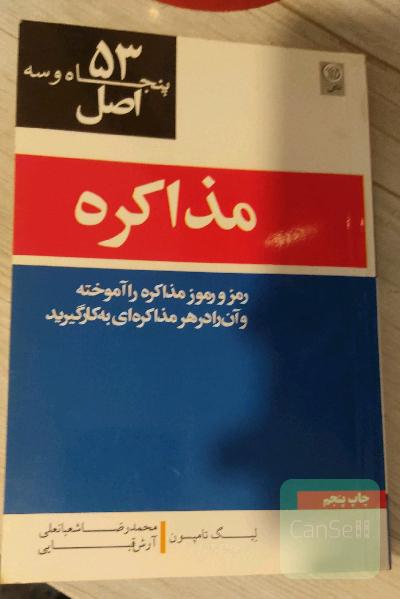 ۵۳
پنجاه و سه
اصل
مذاکره
رمز و رموز مذاکره را آموخته
و آن را در هر مذاکره‌ای به کار گیرید
چاپ پنجم
CanSell
لیگ تامپسون
محمدرضا شعبانعلی
آرش قبایی